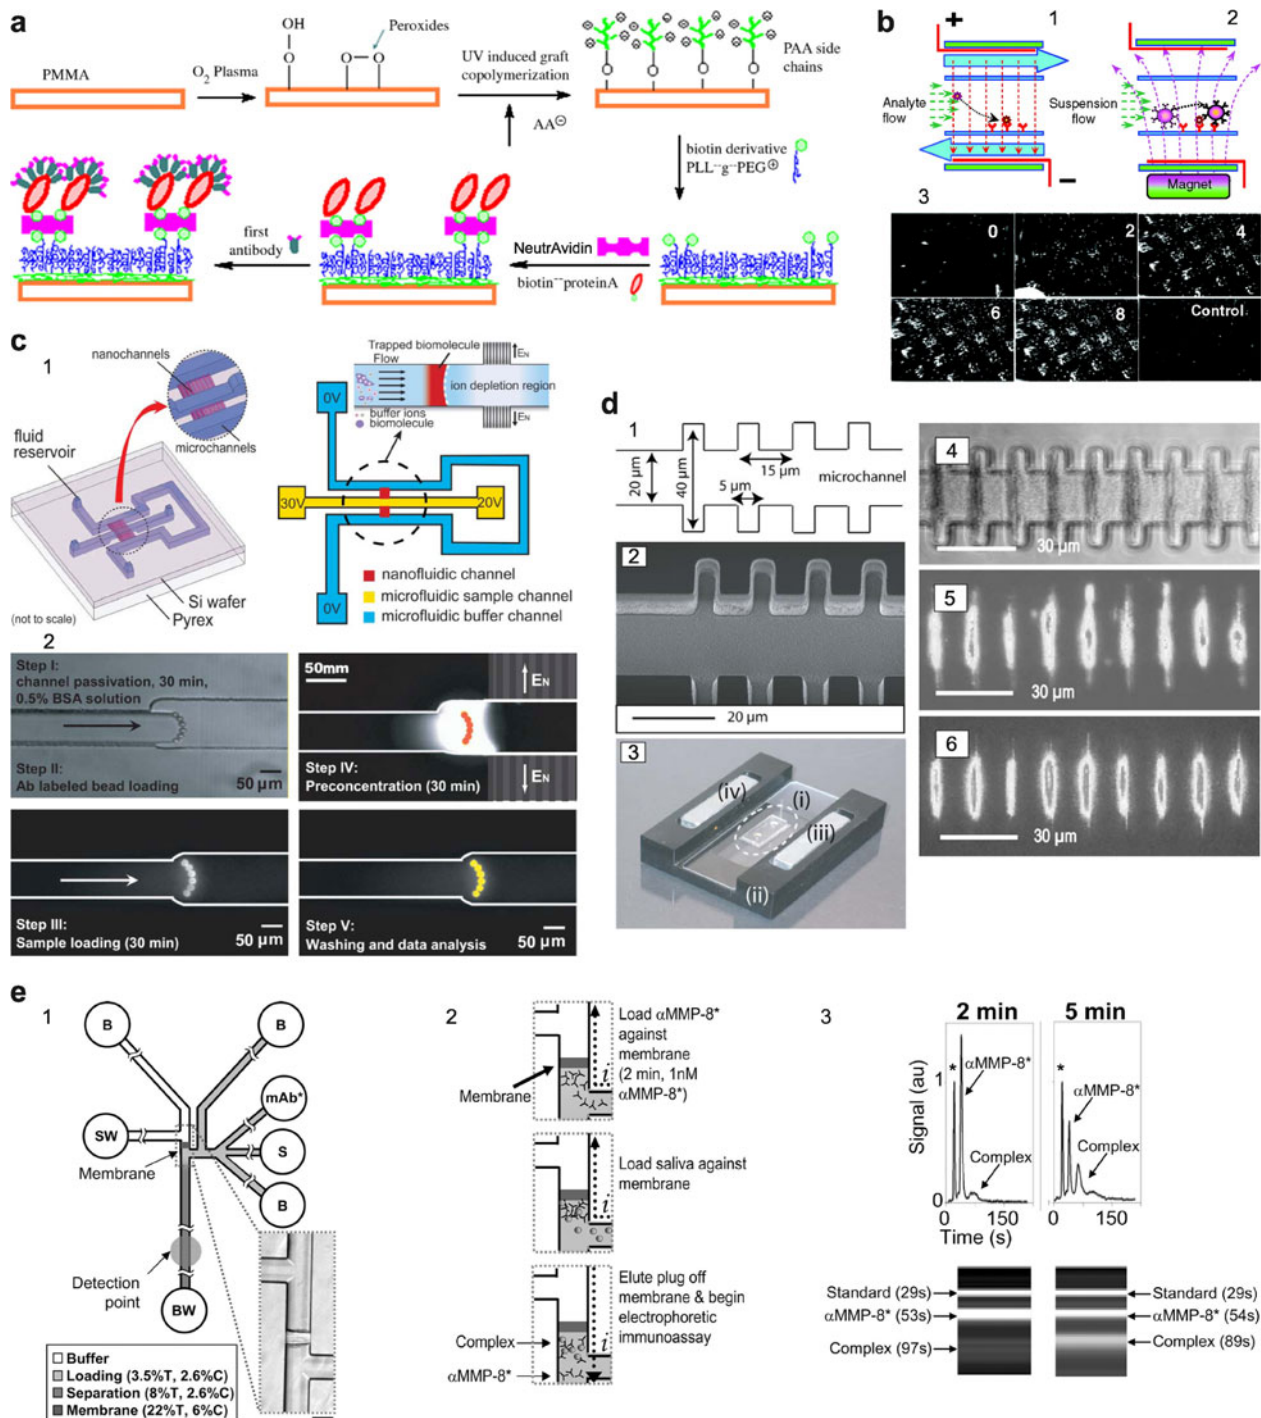 a
OH
O
O
O
Peroxides
PMMA
O2 Plasma
UV induced graft
copolymerization
AA⊖
O
O
O
O
PAA side
chains
biotin derivative
PLL--g--PEG⊕
NeutrAvidin
biotin--proteinA
first
antibody
b
+
1
2
Analyte
flow
Suspension
flow
−
Magnet
3
0
2
4
6
8
Control
c
1
nanochannels
microchannels
fluid
reservoir
Si wafer
Pyrex
(not to scale)
Trapped biomolecule
Flow
EN
ion depletion region
buffer ions
biomolecule
EN
0V
30V
20V
0V
nanofluidic channel
microfluidic sample channel
microfluidic buffer channel
2
Step I:
channel passivation, 30 min,
0.5% BSA solution
Step II:
Ab labeled bead loading
50 µm
50mm
EN
Step IV:
Preconcentration (30 min)
EN
Step III:
Sample loading (30 min)
50 µm
Step V:
Washing and data analysis
50 µm
d
1
20 µm
40 µm
15 µm
5 µm
microchannel
2
20 µm
3
(i)
(ii)
(iii)
(iv)
4
30 µm
5
30 µm
6
30 µm
e
1
B
B
mAb*
SW
S
Membrane
B
Detection
point
BW
Buffer
Loading (3.5%T, 2.6%C)
Separation (8%T, 2.6%C)
Membrane (22%T, 6%C)
2
Load αMMP-8*
against
membrane
(2 min, 1nM
αMMP-8*)
Membrane
i
Load saliva against
membrane
i
Elute plug off
membrane & begin
electrophoretic
immunoassay
Complex
αMMP-8*
i
3
2 min
5 min
Signal (au)
1
0
*
αMMP-8*
Complex
*
αMMP-8*
Complex
0
150
0
150
Time (s)
Standard (29s)
αMMP-8* (53s)
Complex (97s)
Standard (29s)
αMMP-8* (54s)
Complex (89s)